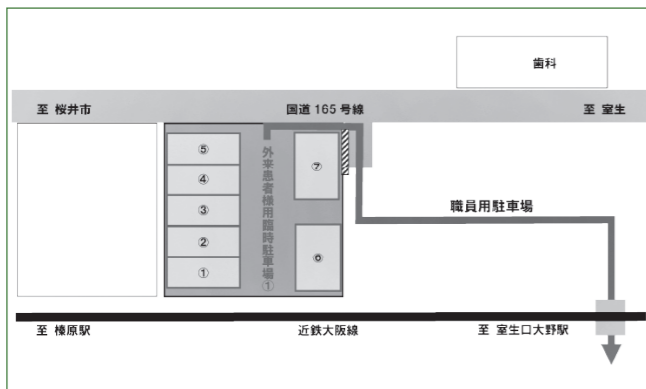 歯科
至 桜井市
国道 165 号線
至 室生
⑤
④
③
②
①
外来患者様用臨時駐車場①
⑦
⑥
職員用駐車場
至 榛原駅
近鉄大阪線
至 室生口大野駅